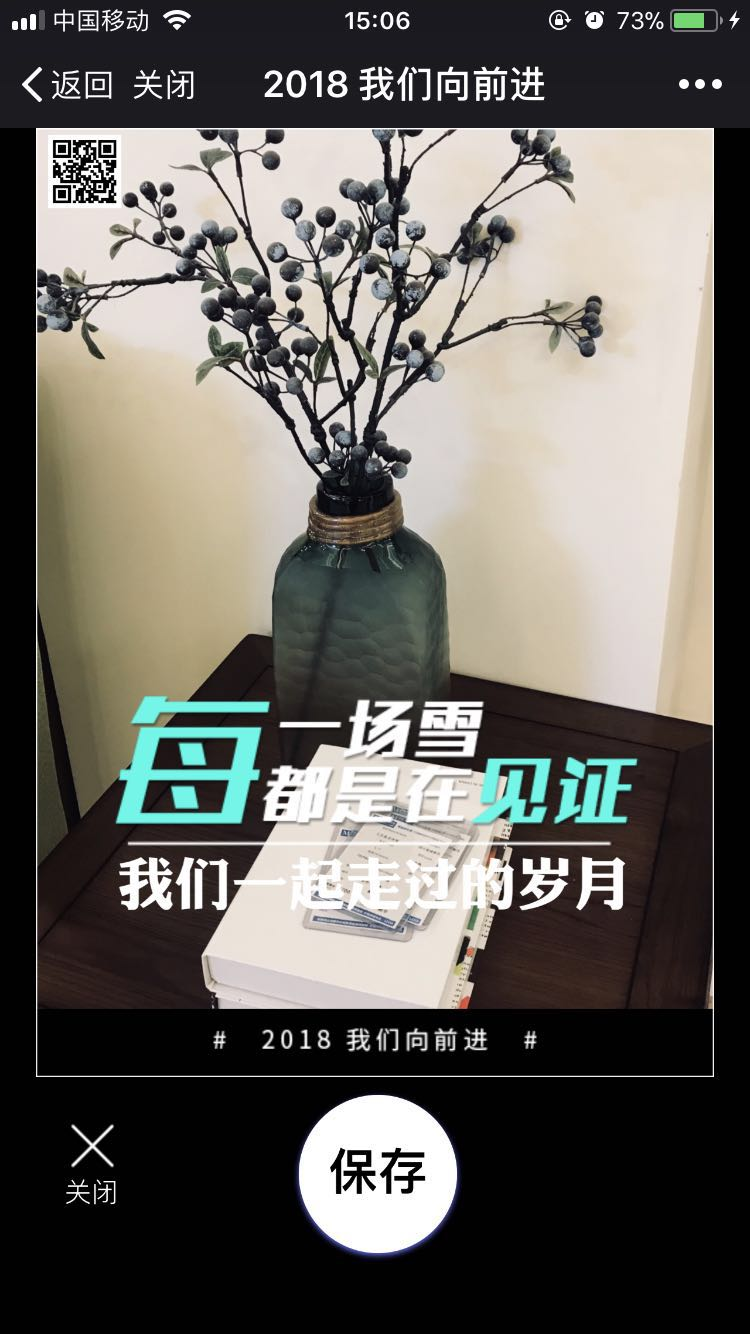 中国移动 15:06 73%
返回 关闭 2018 我们向前进
每一场雪
都是在见证
我们一起走过的岁月
# 2018 我们向前进 #
保存
关闭